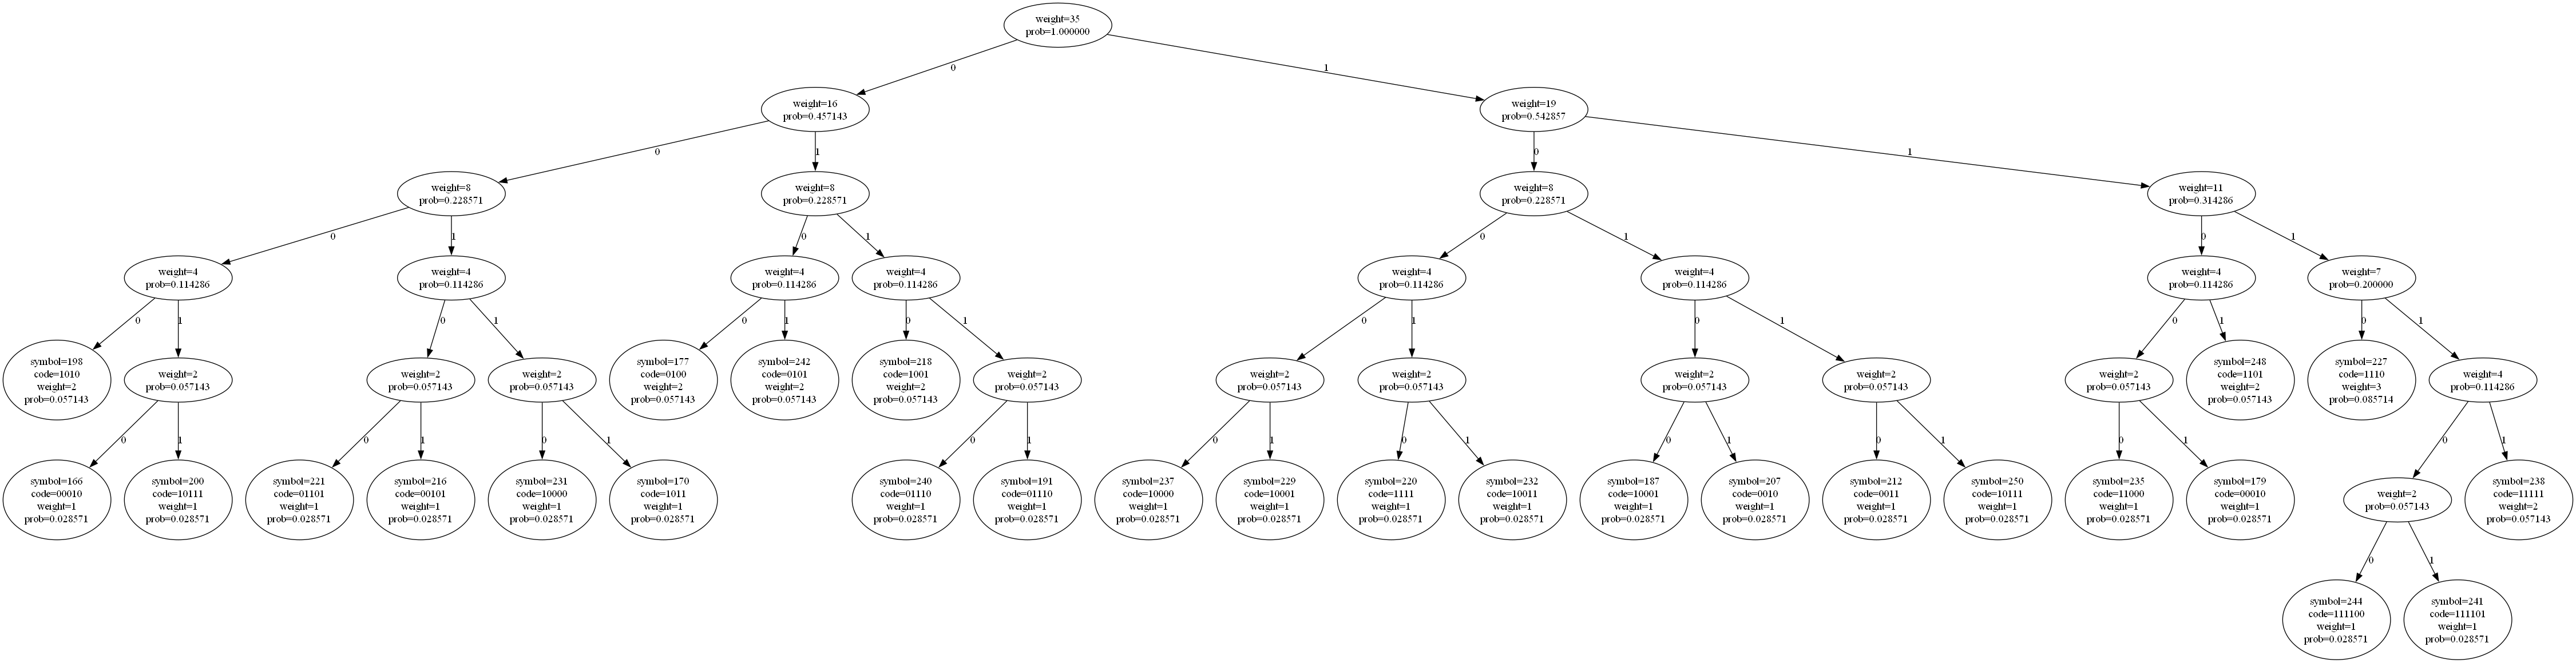 weight=35
prob=1.000000
0
1
weight=16
prob=0.457143
weight=19
prob=0.542857
0
1
0
1
weight=8
prob=0.228571
weight=8
prob=0.228571
weight=8
prob=0.228571
weight=11
prob=0.314286
0
1
0
1
0
1
0
1
weight=4
prob=0.114286
weight=4
prob=0.114286
weight=4
prob=0.114286
weight=4
prob=0.114286
weight=4
prob=0.114286
weight=4
prob=0.114286
weight=4
prob=0.114286
weight=7
prob=0.200000
0
1
0
1
0
1
0
1
0
1
0
1
0
1
0
1
symbol=198
code=1010
weight=2
prob=0.057143
weight=2
prob=0.057143
weight=2
prob=0.057143
weight=2
prob=0.057143
symbol=177
code=0100
weight=2
prob=0.057143
symbol=242
code=0101
weight=2
prob=0.057143
symbol=218
code=1001
weight=2
prob=0.057143
weight=2
prob=0.057143
weight=2
prob=0.057143
weight=2
prob=0.057143
weight=2
prob=0.057143
weight=2
prob=0.057143
weight=2
prob=0.057143
symbol=248
code=1101
weight=2
prob=0.057143
symbol=227
code=1110
weight=3
prob=0.085714
weight=4
prob=0.114286
0
1
0
1
0
1
0
1
0
1
0
1
0
1
0
1
0
1
0
1
symbol=166
code=00010
weight=1
prob=0.028571
symbol=200
code=10111
weight=1
prob=0.028571
symbol=221
code=01101
weight=1
prob=0.028571
symbol=216
code=00101
weight=1
prob=0.028571
symbol=231
code=10000
weight=1
prob=0.028571
symbol=170
code=1011
weight=1
prob=0.028571
symbol=240
code=01110
weight=1
prob=0.028571
symbol=191
code=01110
weight=1
prob=0.028571
symbol=237
code=10000
weight=1
prob=0.028571
symbol=229
code=10001
weight=1
prob=0.028571
symbol=220
code=1111
weight=1
prob=0.028571
symbol=232
code=10011
weight=1
prob=0.028571
symbol=187
code=10001
weight=1
prob=0.028571
symbol=207
code=0010
weight=1
prob=0.028571
symbol=212
code=0011
weight=1
prob=0.028571
symbol=250
code=10111
weight=1
prob=0.028571
symbol=235
code=11000
weight=1
prob=0.028571
symbol=179
code=00010
weight=1
prob=0.028571
weight=2
prob=0.057143
symbol=238
code=11111
weight=2
prob=0.057143
0
1
symbol=244
code=111100
weight=1
prob=0.028571
symbol=241
code=111101
weight=1
prob=0.028571